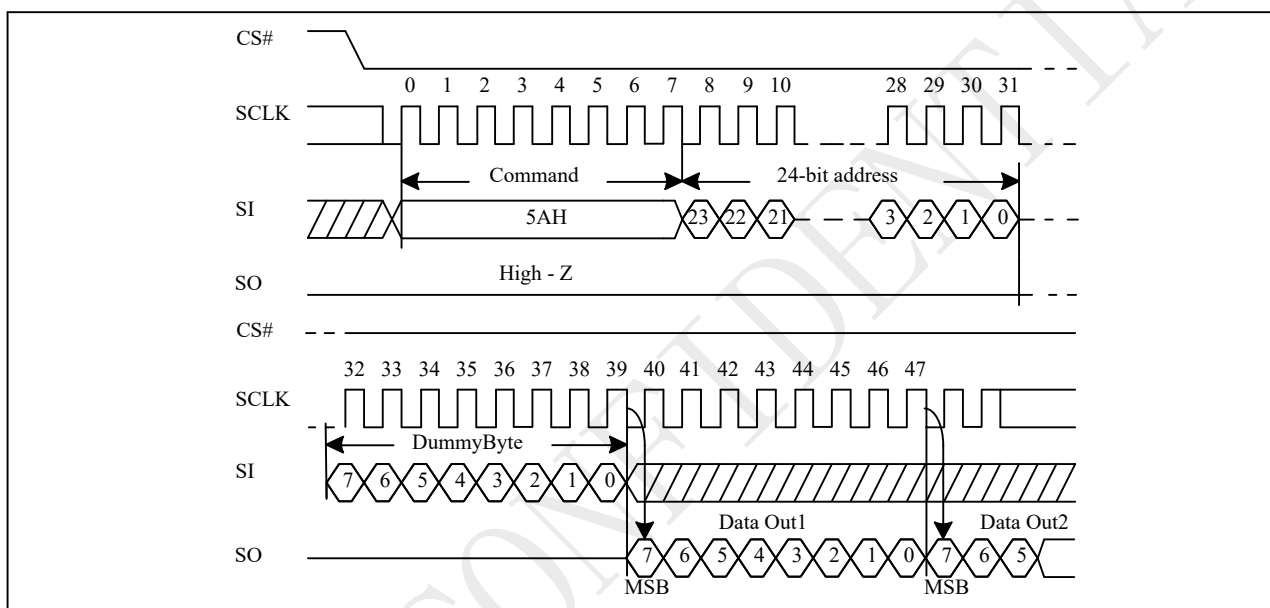 CS#
0 1 2 3 4 5 6 7 8 9 10 28 29 30 31
SCLK
Command 24-bit address
SI 5AH 23 22 21 3 2 1 0
High - Z
SO
CS#
32 33 34 35 36 37 38 39 40 41 42 43 44 45 46 47
SCLK
DummyByte
SI 7 6 5 4 3 2 1 0
Data Out1 Data Out2
SO 7 6 5 4 3 2 1 0 7 6 5
MSB MSB